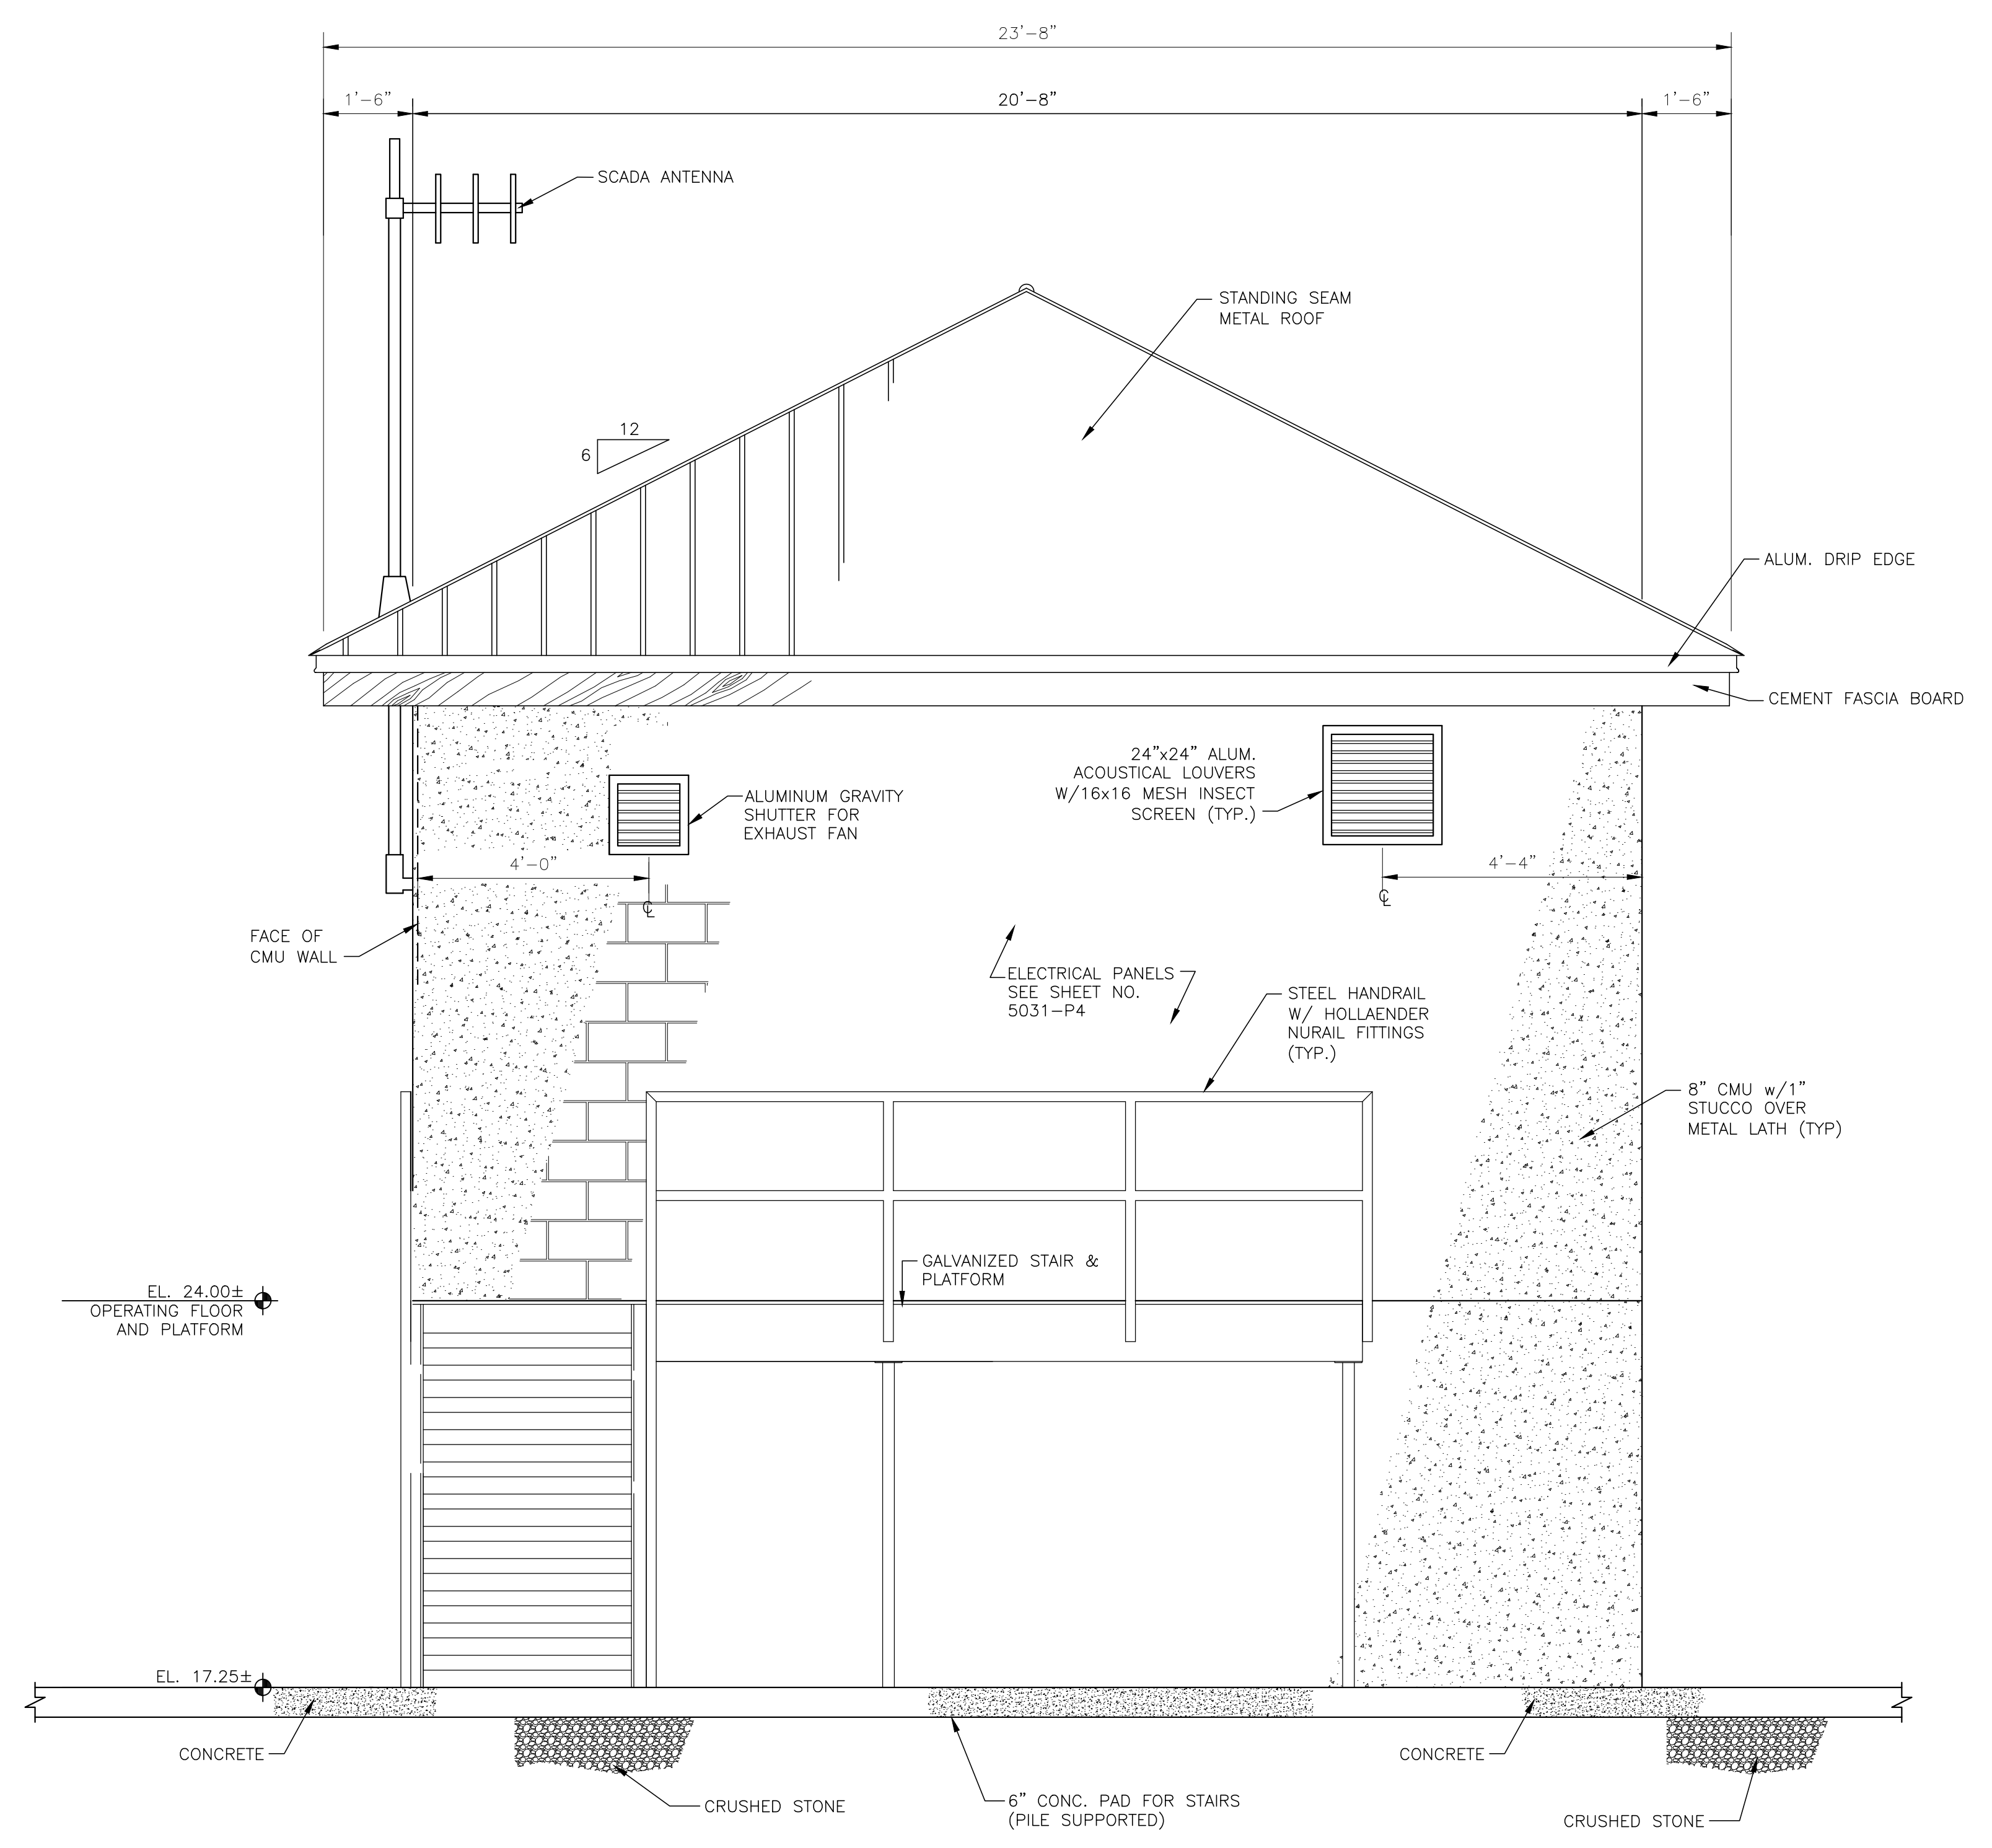 23'-8"
1'-6"
20'-8"
1'-6"
SCADA ANTENNA
STANDING SEAM
METAL ROOF
12
6
ALUM. DRIP EDGE
CEMENT FASCIA BOARD
24"x24" ALUM.
ACOUSTICAL LOUVERS
W/16x16 MESH INSECT
SCREEN (TYP.)
ALUMINUM GRAVITY
SHUTTER FOR
EXHAUST FAN
4'-0"
4'-4"
℄
℄
FACE OF
CMU WALL
ELECTRICAL PANELS
SEE SHEET NO.
5031-P4
STEEL HANDRAIL
W/ HOLLAENDER
NURAIL FITTINGS
(TYP.)
8" CMU w/1"
STUCCO OVER
METAL LATH (TYP)
GALVANIZED STAIR &
PLATFORM
EL. 24.00±
OPERATING FLOOR
AND PLATFORM
EL. 17.25±
CONCRETE
CONCRETE
CRUSHED STONE
6" CONC. PAD FOR STAIRS
(PILE SUPPORTED)
CRUSHED STONE